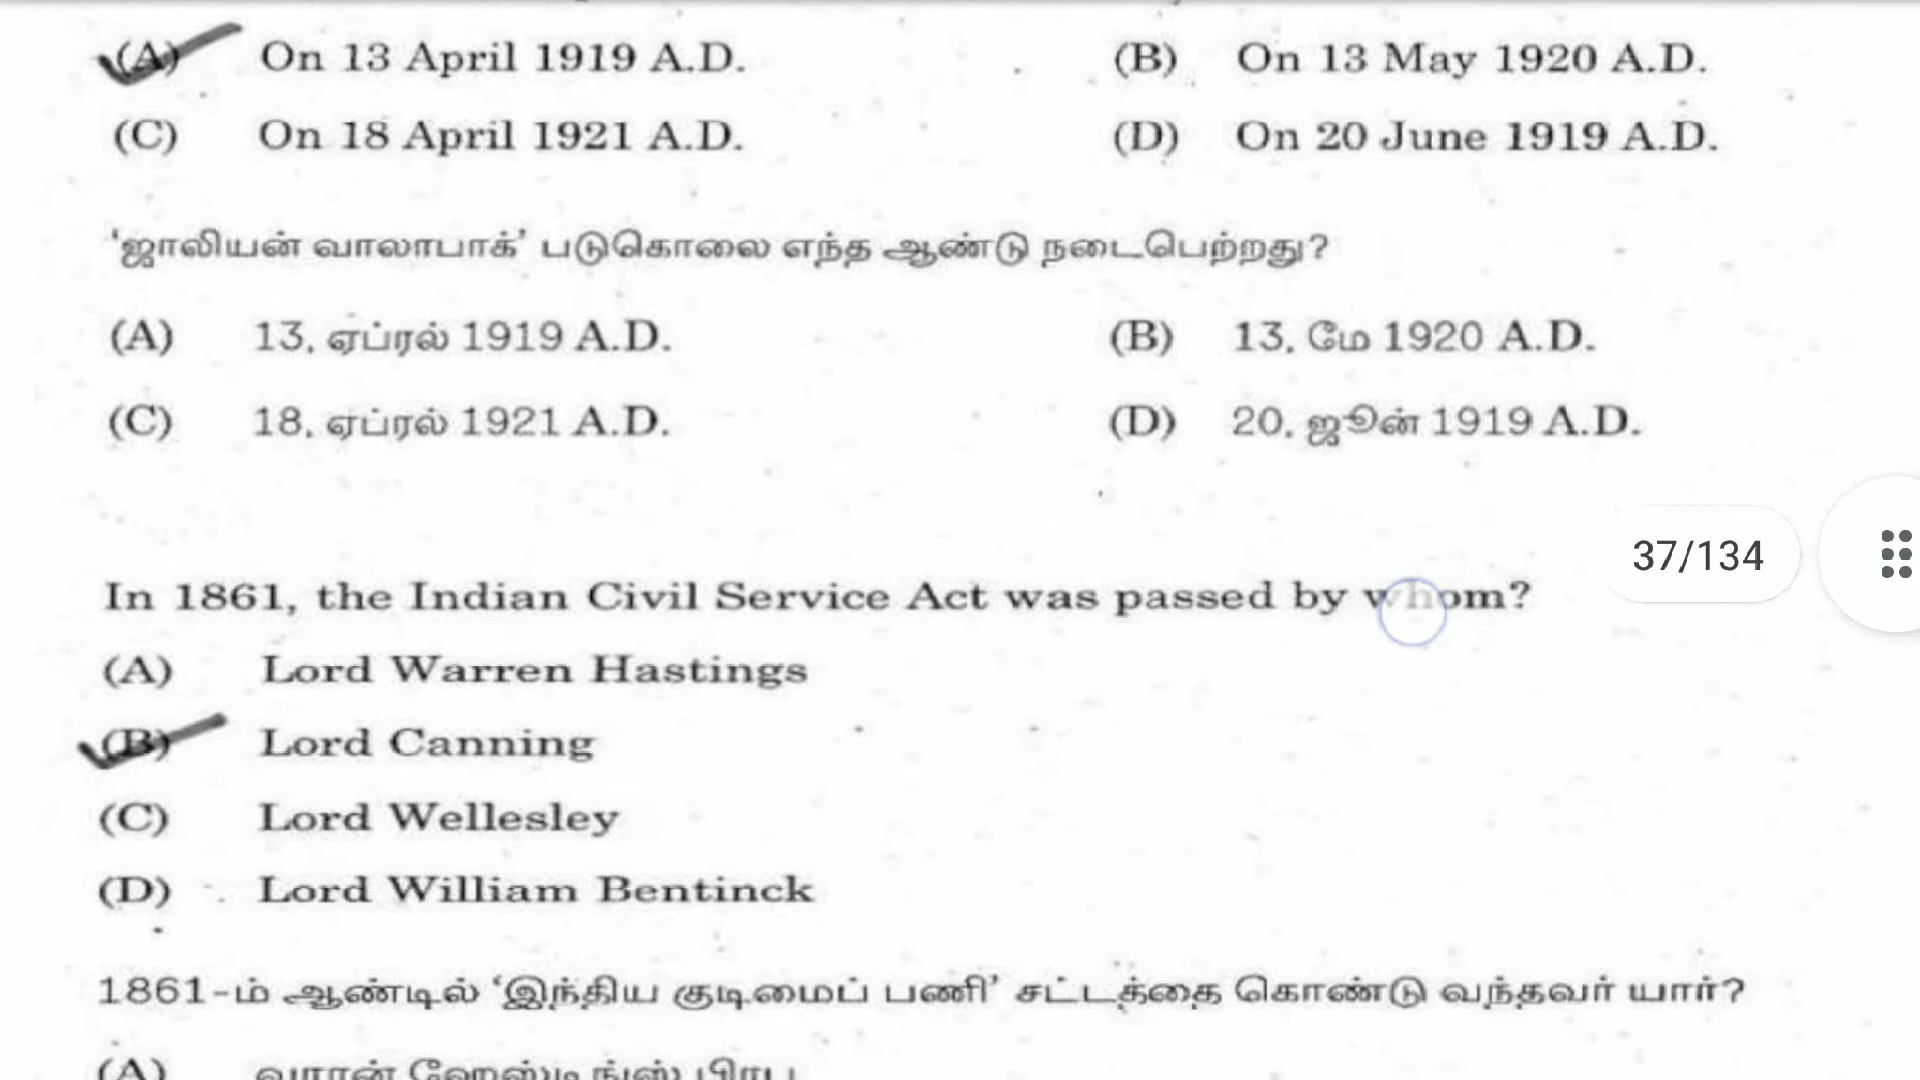 (A) On 13 April 1919 A.D. (B) On 13 May 1920 A.D.
(C) On 18 April 1921 A.D. (D) On 20 June 1919 A.D.
'ஜாலியன் வாலாபாக்' படுகொலை எந்த ஆண்டு நடைபெற்றது?
(A) 13, ஏப்ரல் 1919 A.D. (B) 13, மே 1920 A.D.
(C) 18, ஏப்ரல் 1921 A.D. (D) 20, ஜூன் 1919 A.D.
37/134
In 1861, the Indian Civil Service Act was passed by whom?
(A) Lord Warren Hastings
(B) Lord Canning
(C) Lord Wellesley
(D) Lord William Bentinck
1861-ம் ஆண்டில் 'இந்திய குடிமைப் பணி' சட்டத்தை கொண்டு வந்தவர் யார்?
(A)